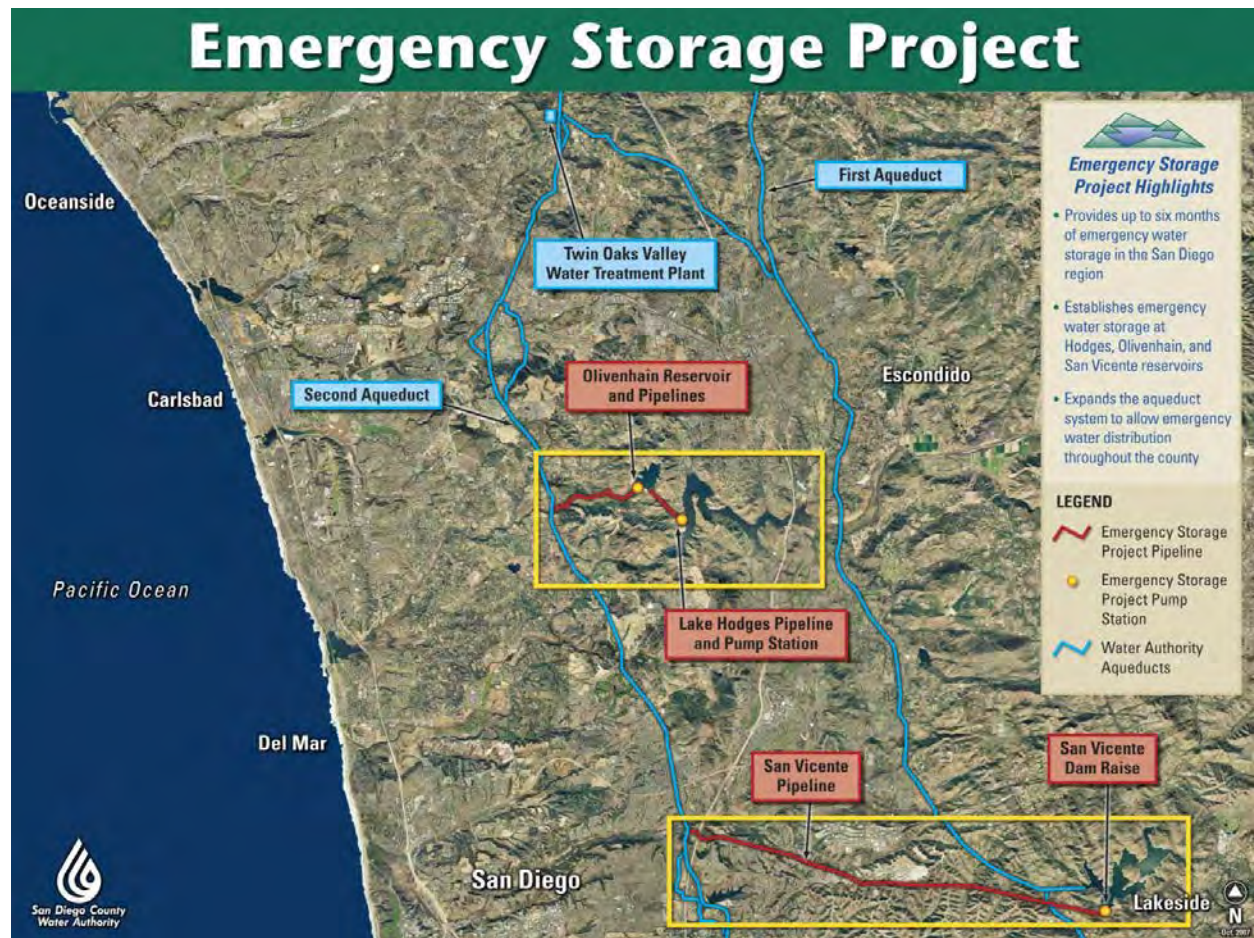 Emergency Storage Project
Oceanside
First Aqueduct
Twin Oaks Valley
Water Treatment Plant
Olivenhain Reservoir
and Pipelines
Escondido
Second Aqueduct
Carlsbad
Pacific Ocean
Lake Hodges Pipeline
and Pump Station
Del Mar
San Vicente
Pipeline
San Vicente
Dam Raise
San Diego
Lakeside
San Diego County
Water Authority
Emergency Storage
Project Highlights
• Provides up to six months
of emergency water
storage in the San Diego
region
• Establishes emergency
water storage at
Hodges, Olivenhain, and
San Vicente reservoirs
• Expands the aqueduct
system to allow emergency
water distribution
throughout the county
LEGEND
Emergency Storage
Project Pipeline
Emergency Storage
Project Pump
Station
Water Authority
Aqueducts
N
Oct. 2007